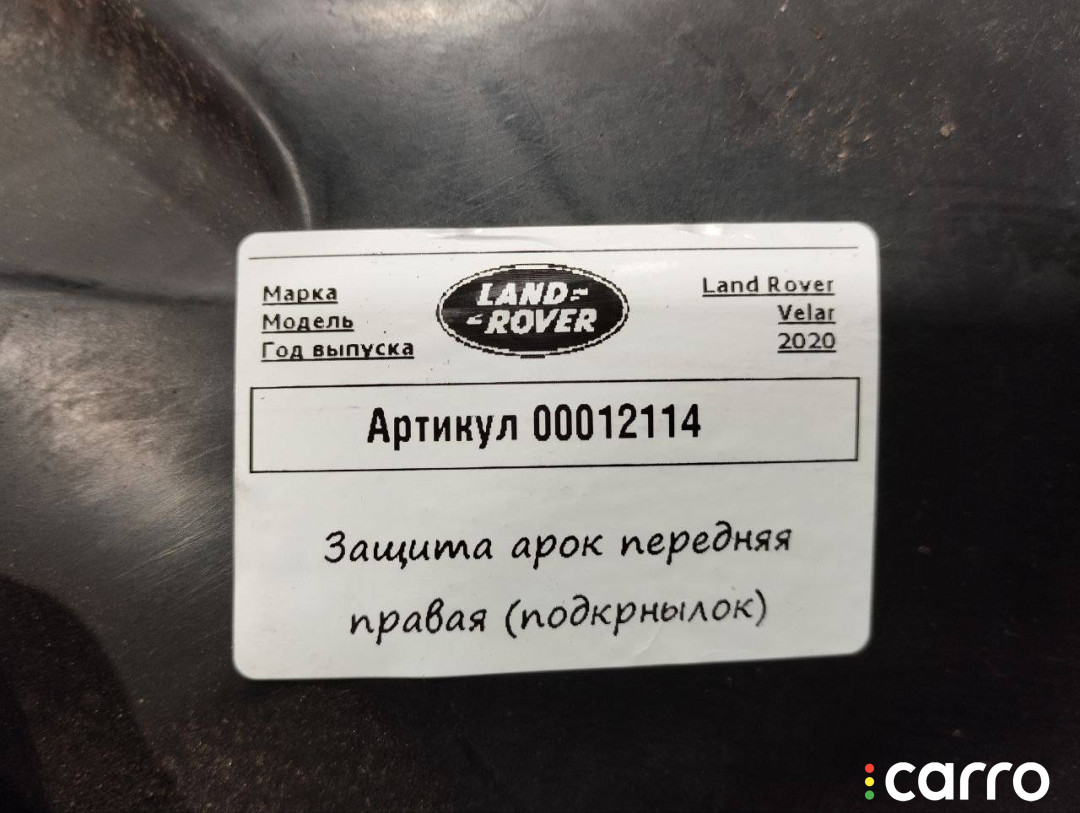 Марка
Модель
Год выпуска
LAND-
-ROVER
Land Rover
Velar
2020
Артикул 00012114
Защита арок передняя
правая (подкрнылок)
carro